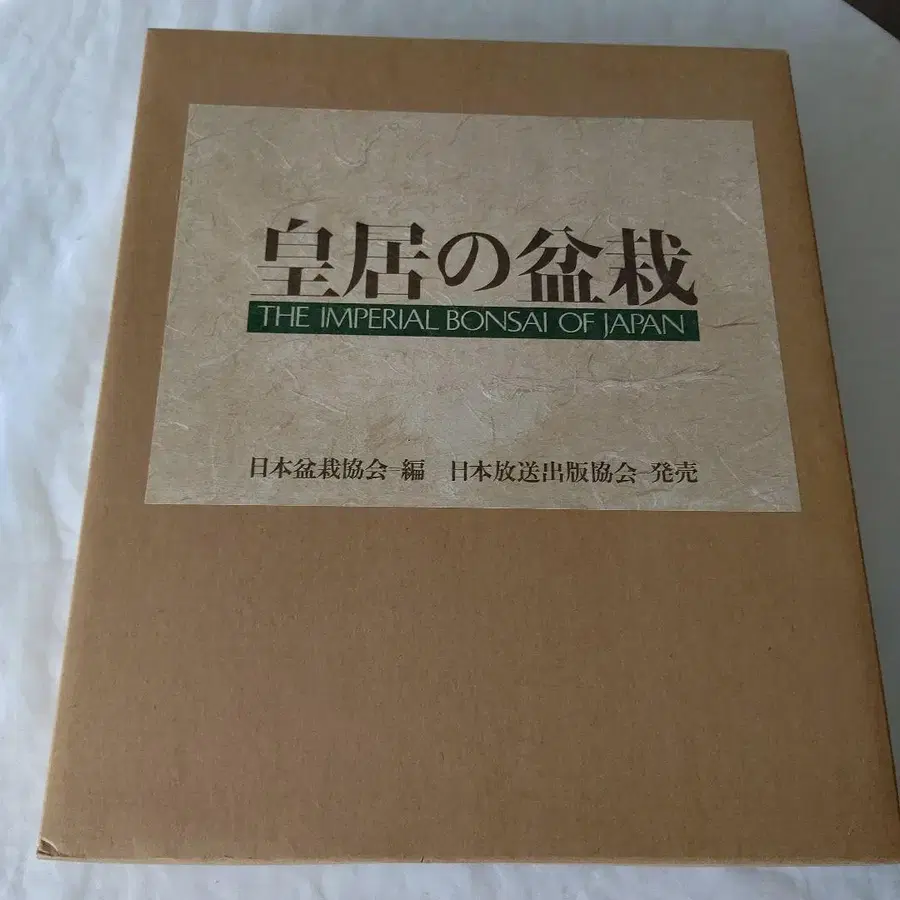 皇居の盆栽
THE IMPERIAL BONSAI OF JAPAN
日本盆栽協会=編　日本放送出版協会=発売